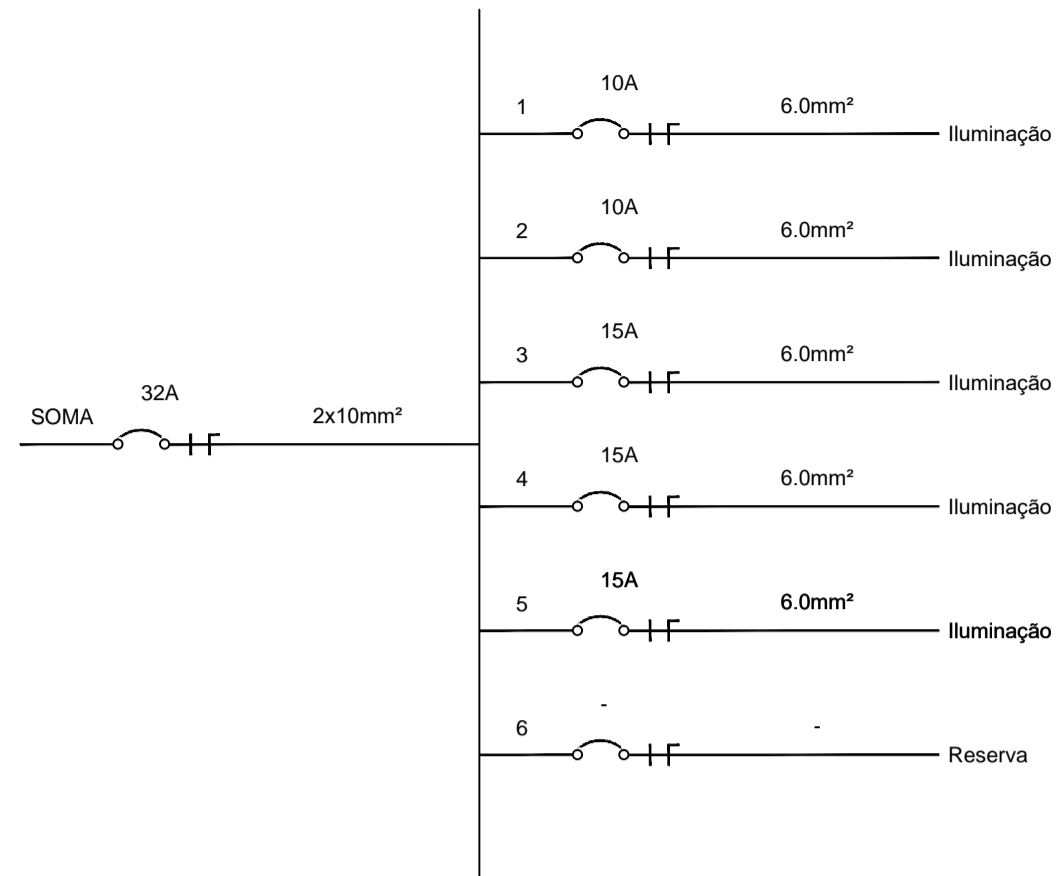 10A
1
6.0mm²
Iluminação
10A
2
6.0mm²
Iluminação
15A
3
6.0mm²
Iluminação
32A
SOMA
2x10mm²
15A
4
6.0mm²
Iluminação
15A
5
6.0mm²
Iluminação
-
6
-
Reserva